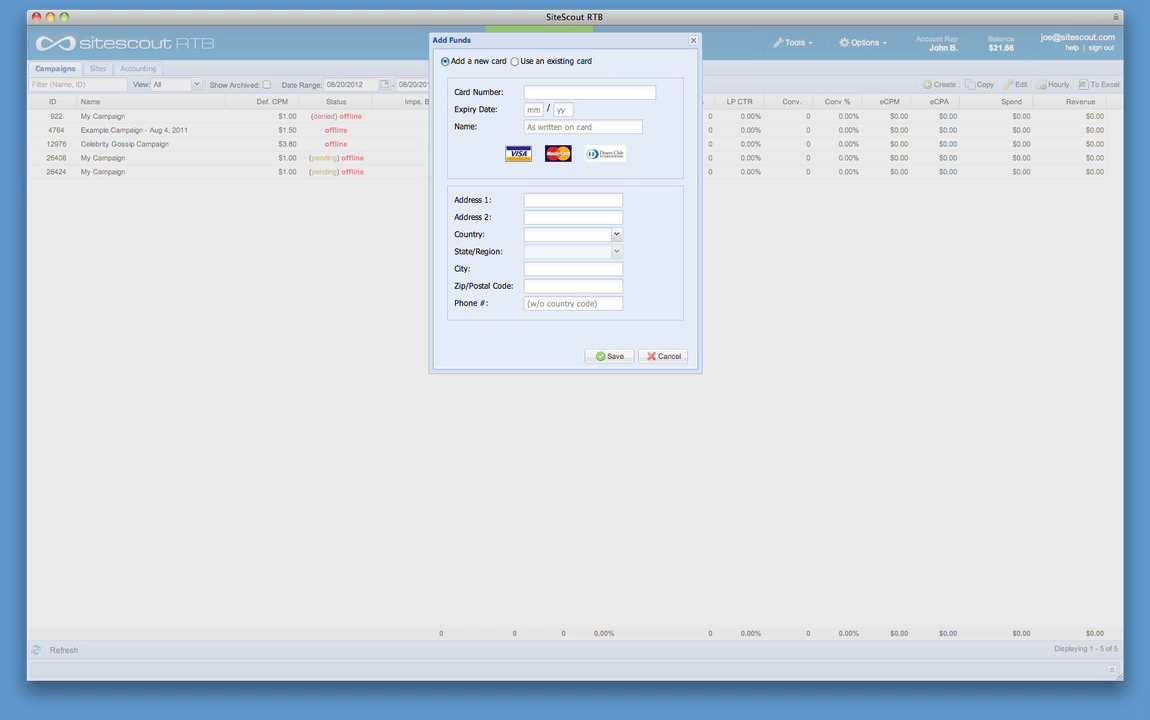 SiteScout RTB
sitescout RTB
Tools
Options
Account Rep
John B.
Balance
$21.66
joe@sitescout.com
help | sign out
Campaigns
Sites
Accounting
Filter (Name, ID)
View: All
Show Archived:
Date Range: 08/20/2012 - 08/20/201
Create
Copy
Edit
Hourly
To Excel
ID Name Def. CPM Status Imps. B LP CTR Conv. Conv % eCPM eCPA Spend Revenue
922 My Campaign $1.00 (denied) offline 0 0.00% 0 0.00% $0.00 $0.00 $0.00 $0.00
4764 Example Campaign - Aug 4, 2011 $1.50 offline 0 0.00% 0 0.00% $0.00 $0.00 $0.00 $0.00
12976 Celebrity Gossip Campaign $3.80 offline 0 0.00% 0 0.00% $0.00 $0.00 $0.00 $0.00
26406 My Campaign $1.00 (pending) offline 0 0.00% 0 0.00% $0.00 $0.00 $0.00 $0.00
26424 My Campaign $1.00 (pending) offline 0 0.00% 0 0.00% $0.00 $0.00 $0.00 $0.00
Add Funds
Add a new card Use an existing card
Card Number:
Expiry Date: mm / yy
Name: As written on card
VISA MasterCard Diners Club INTERNATIONAL
Address 1:
Address 2:
Country:
State/Region:
City:
Zip/Postal Code:
Phone #: (w/o country code)
Save Cancel
0 0 0 0.00% 0 0.00% 0 0.00% $0.00 $0.00 $0.00 $0.00
Refresh
Displaying 1 - 5 of 5